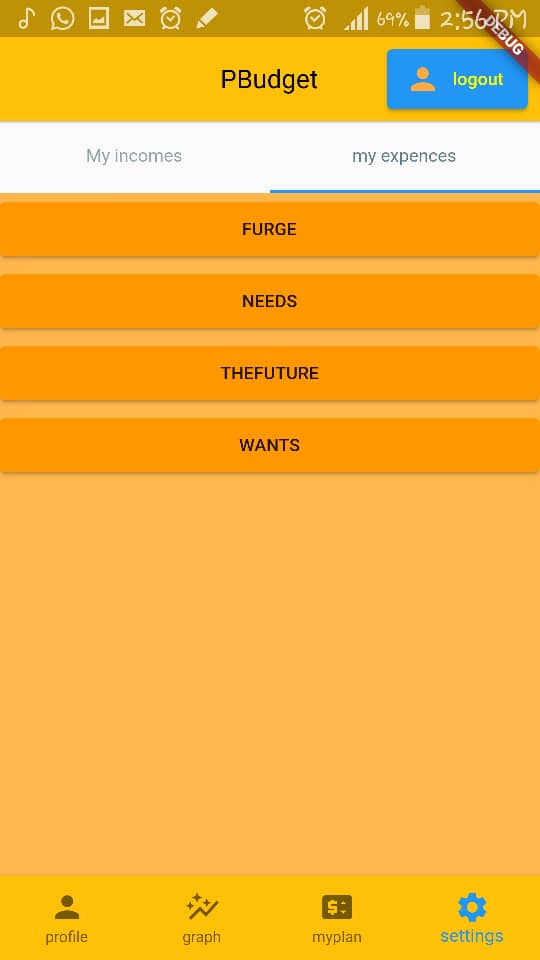 69% 2:56 PM
DEBUG
PBudget
logout
My incomes
my expences
FURGE
NEEDS
THEFUTURE
WANTS
profile
graph
myplan
settings